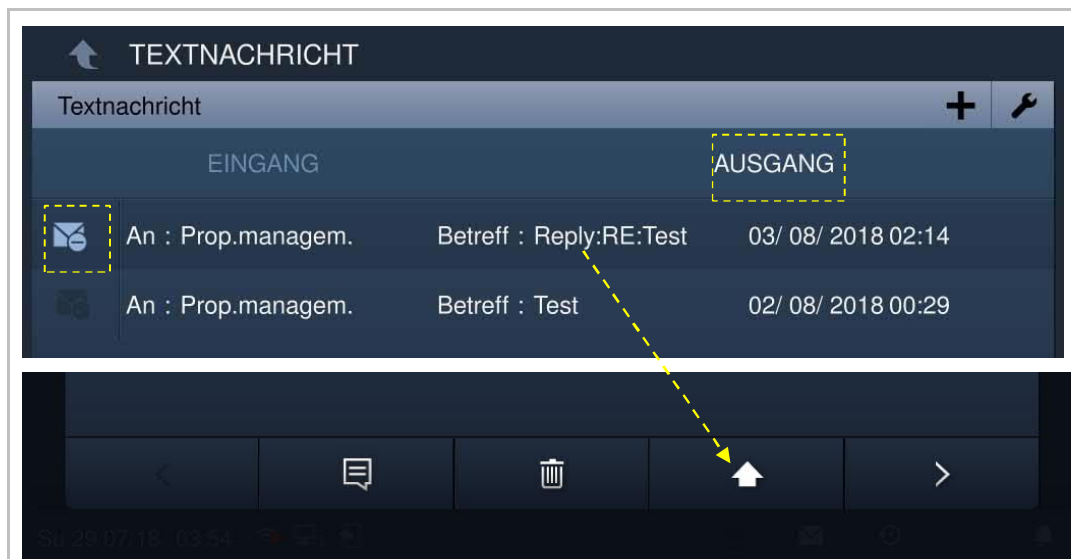 TEXTNACHRICHT
Textnachricht
EINGANG AUSGANG
An : Prop.managem. Betreff : Reply:RE:Test 03/ 08/ 2018 02:14
An : Prop.managem. Betreff : Test 02/ 08/ 2018 00:29
Su 29.07.18 03:54